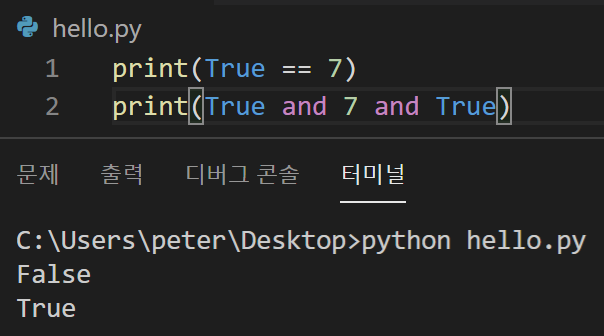 hello.py
1 print(True == 7)
2 print(True and 7 and True)
문제 출력 디버그 콘솔 터미널
C:\Users\peter\Desktop>python hello.py
False
True